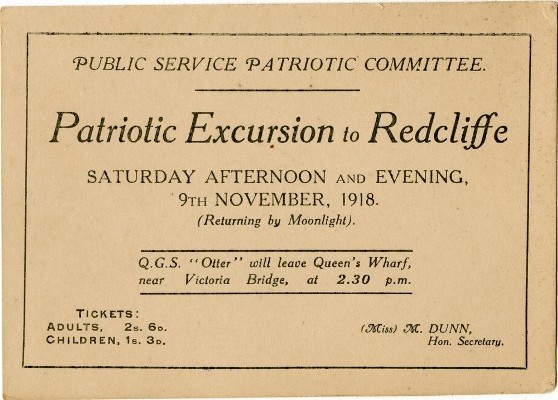 PUBLIC SERVICE PATRIOTIC COMMITTEE.
Patriotic Excursion to Redcliffe
SATURDAY AFTERNOON AND EVENING,
9TH NOVEMBER, 1918.
(Returning by Moonlight).
Q.G.S. "Otter" will leave Queen's Wharf,
near Victoria Bridge, at 2.30 p.m.
TICKETS:
ADULTS, 2s. 6D.
CHILDREN, 1s. 3D.
(Miss) M. DUNN,
Hon. Secretary.